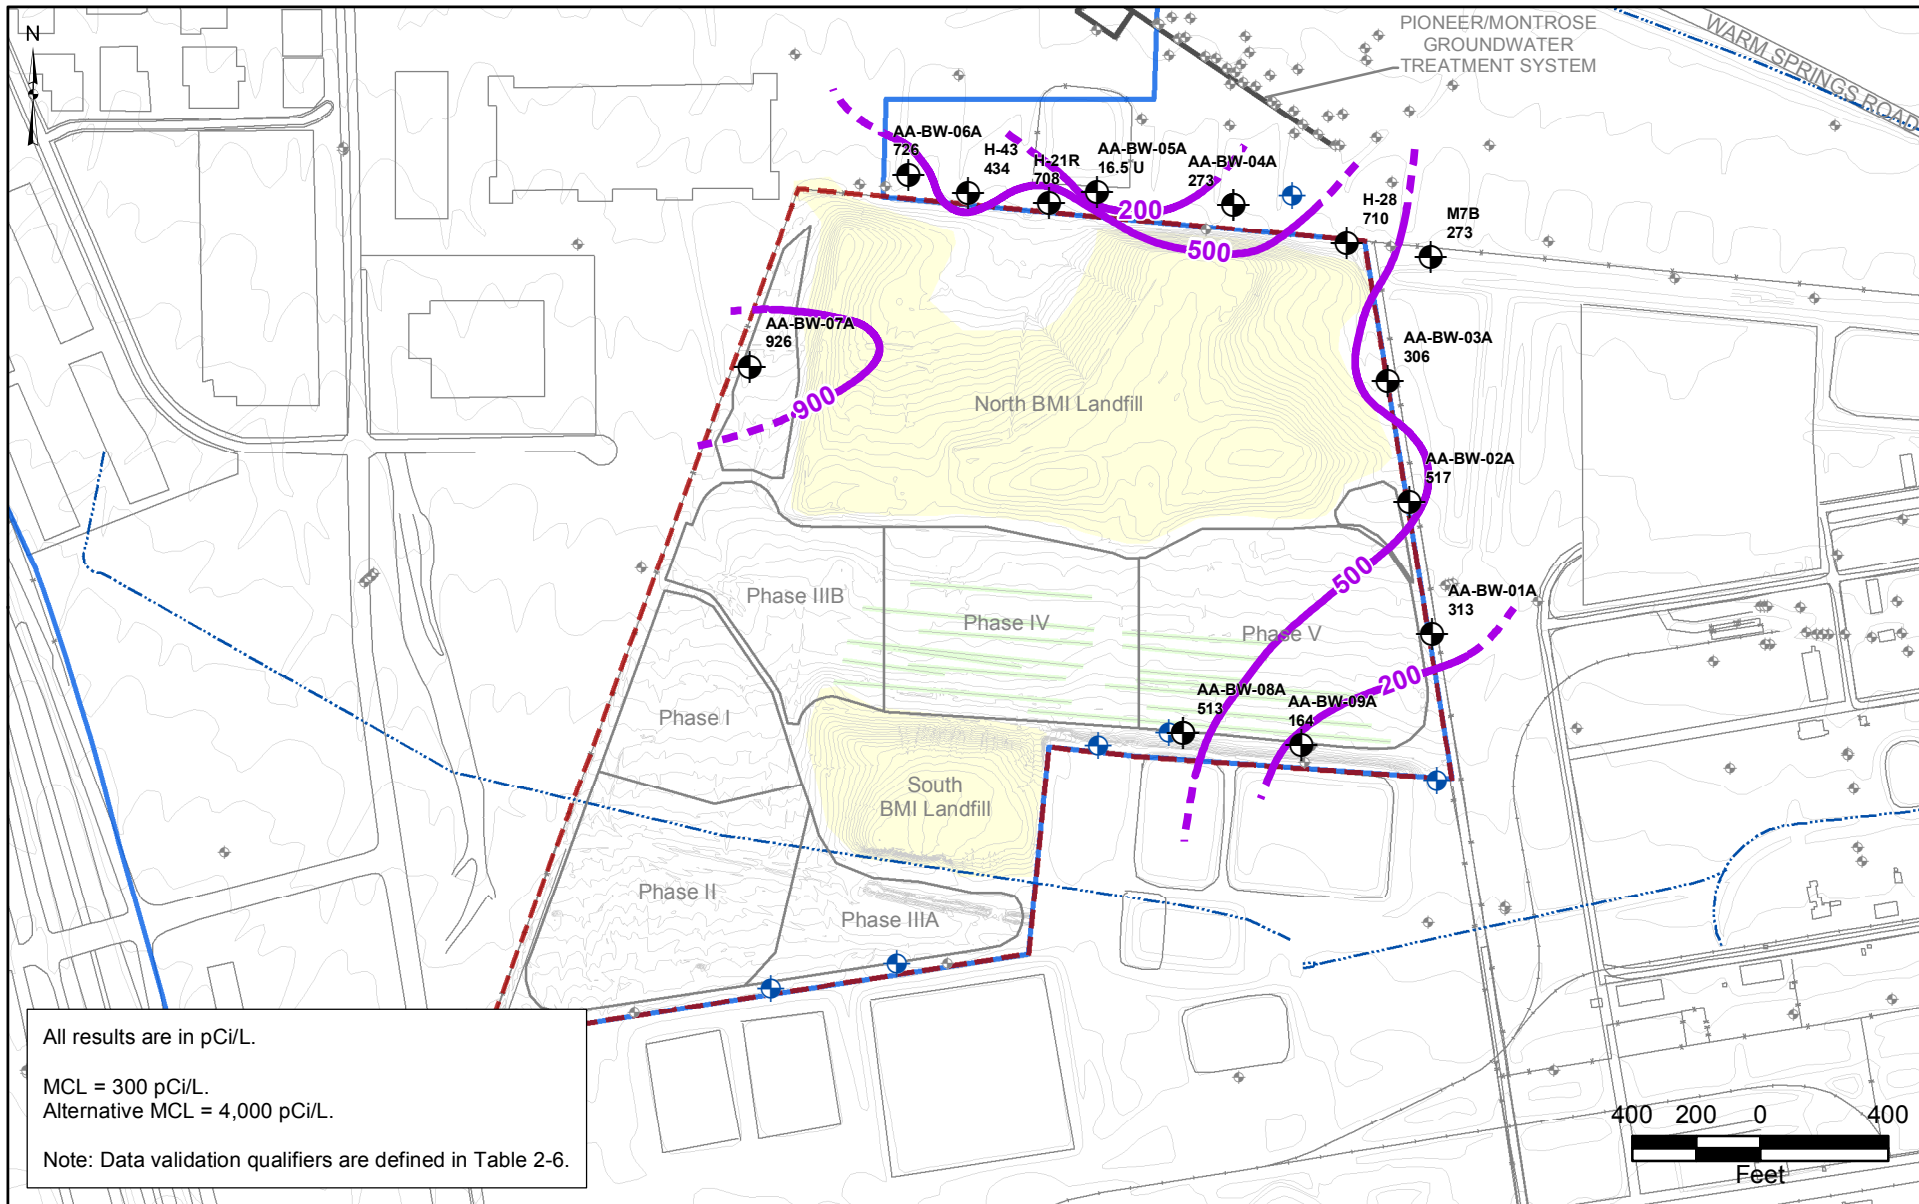 N
PIONEER/MONTROSE
GROUNDWATER
TREATMENT SYSTEM
WARM SPRINGS ROAD
AA-BW-06A
726
H-43
434
H-21R
708
AA-BW-05A
16.5 U
AA-BW-04A
273
200
500
H-28
710
M7B
273
AA-BW-07A
926
900
North BMI Landfill
AA-BW-03A
306
AA-BW-02A
517
500
AA-BW-01A
313
Phase IIIB
Phase IV
Phase V
200
AA-BW-08A
513
AA-BW-09A
164
Phase I
South
BMI Landfill
Phase II
Phase IIIA
All results are in pCi/L.
MCL = 300 pCi/L.
Alternative MCL = 4,000 pCi/L.
Note: Data validation qualifiers are defined in Table 2-6.
400 200 0 400
Feet